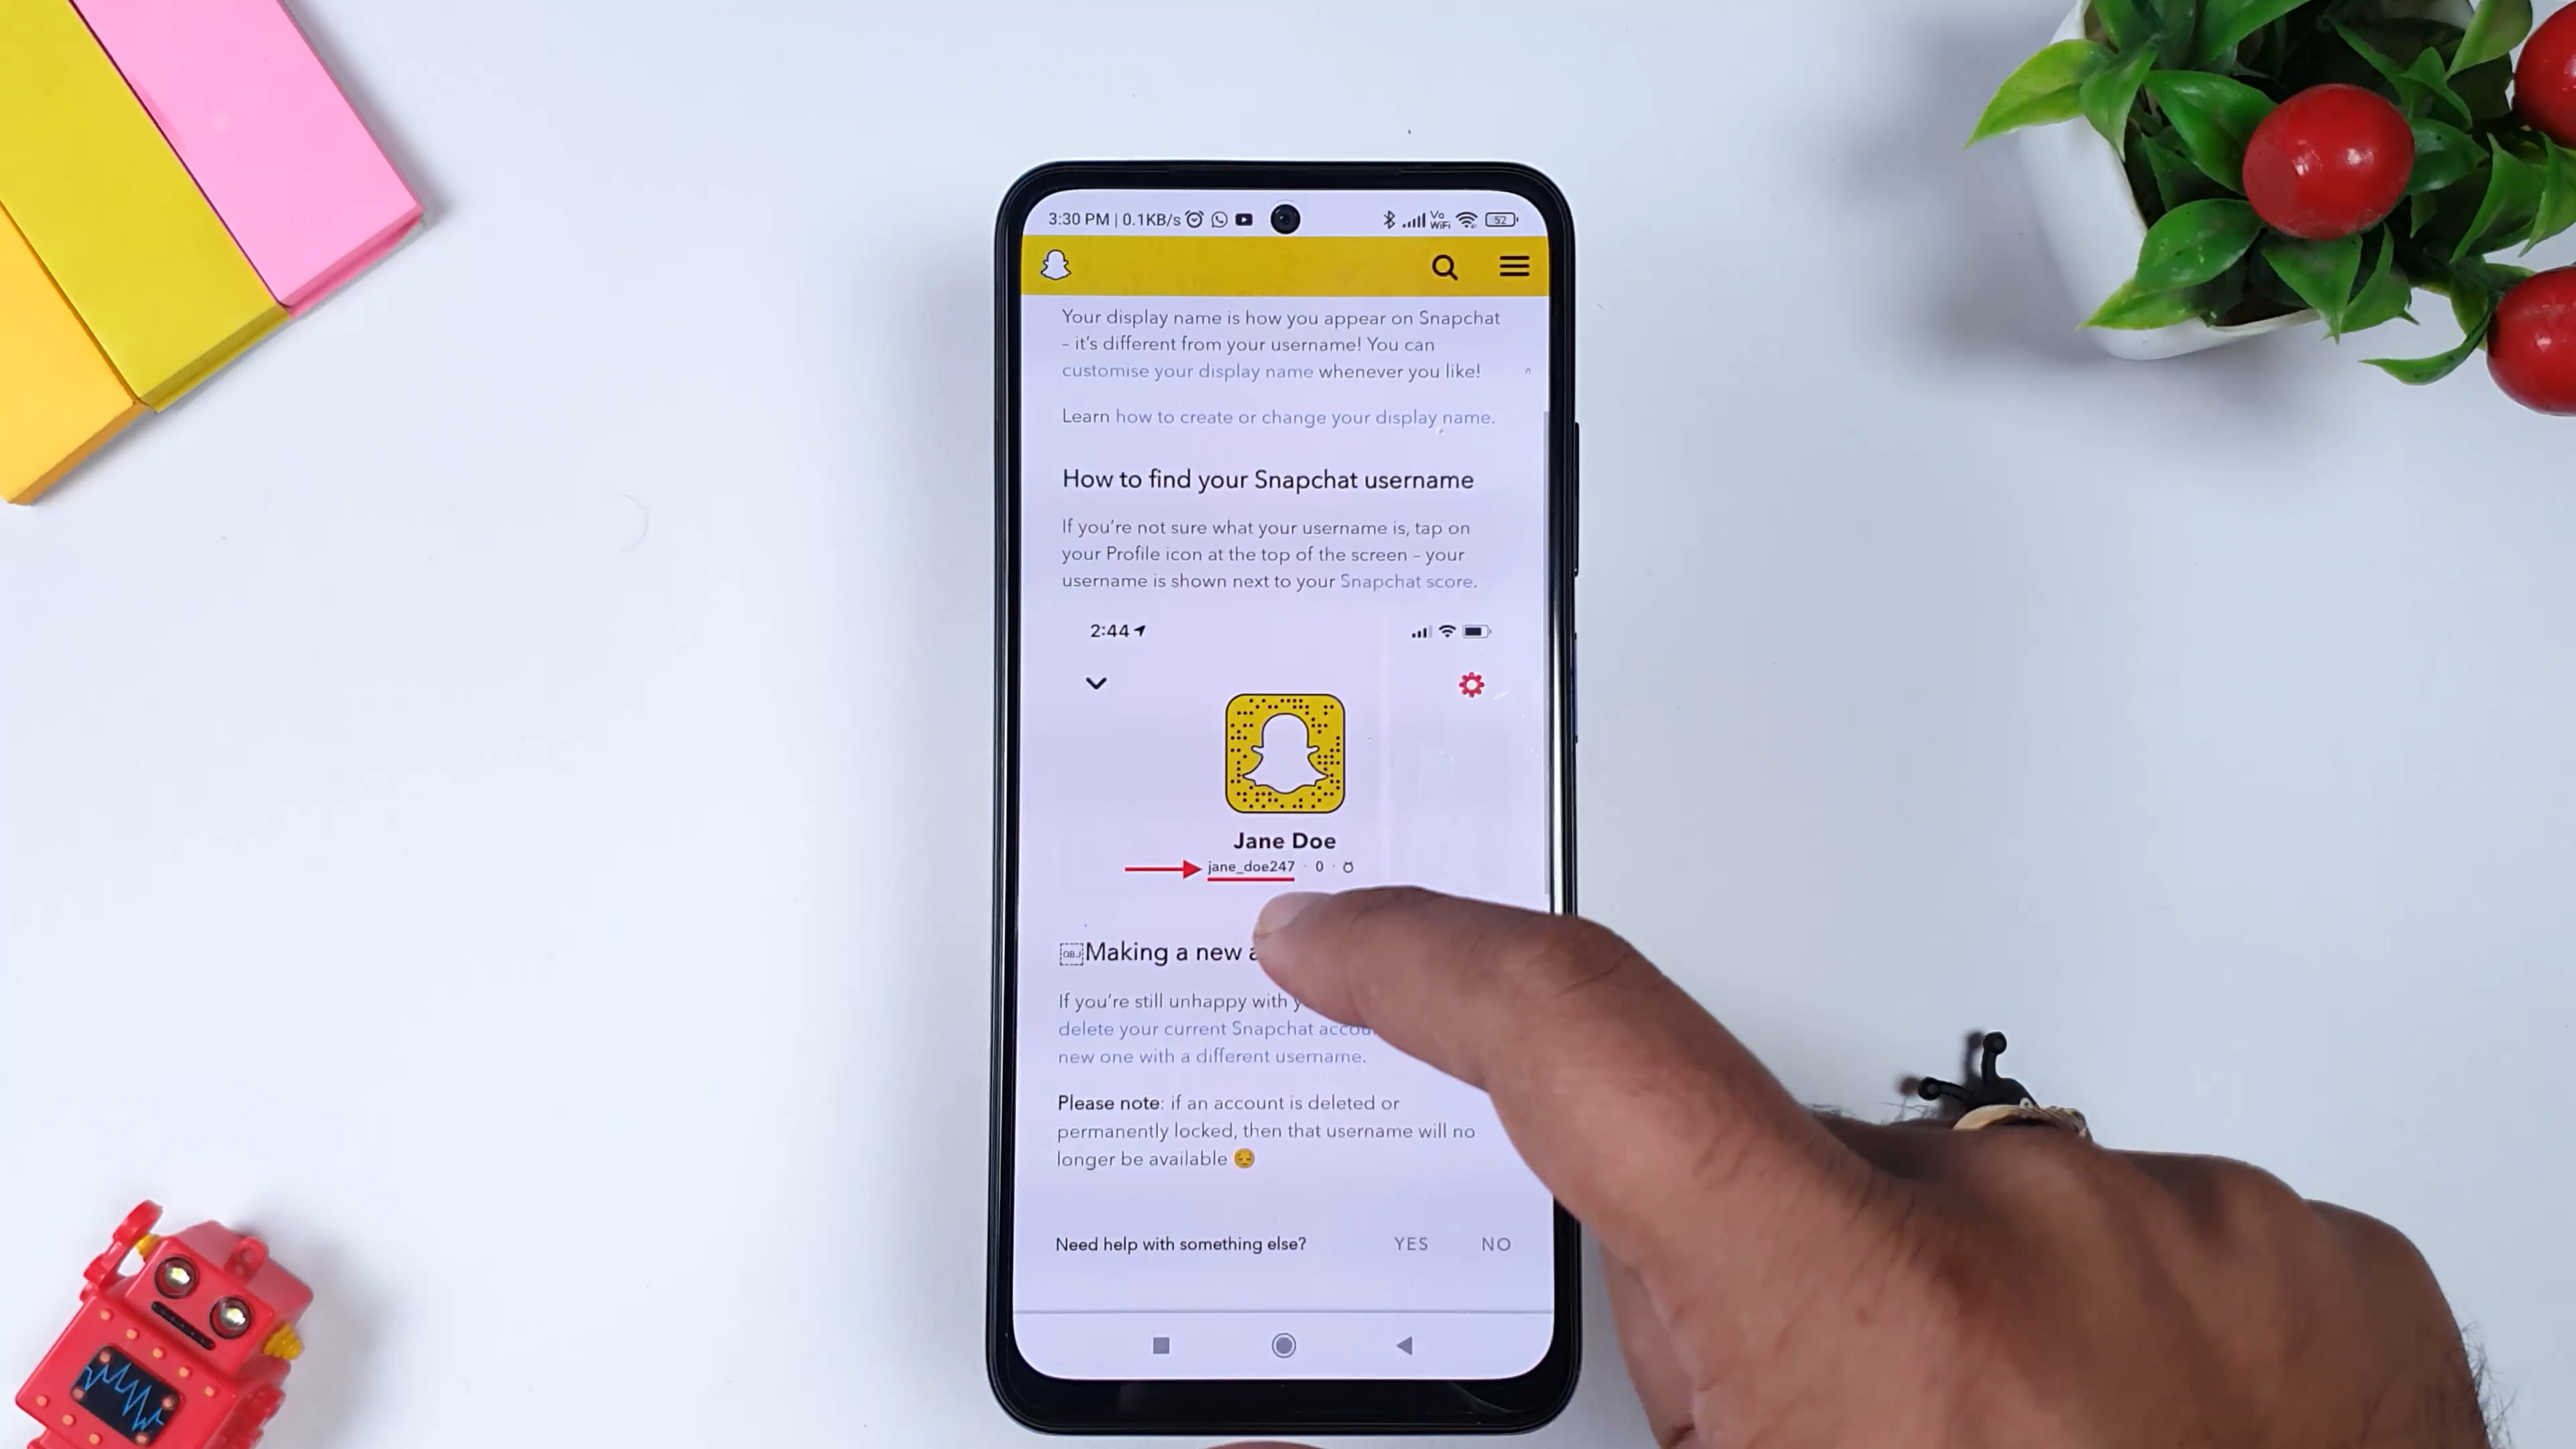 3:30 PM | 0.1KB/s Vo WiFi 52
Your display name is how you appear on Snapchat
– it's different from your username! You can
customise your display name whenever you like!
Learn how to create or change your display name.
How to find your Snapchat username
If you're not sure what your username is, tap on
your Profile icon at the top of the screen – your
username is shown next to your Snapchat score.
2:44
Jane Doe
jane_doe247 · 0 ·
OBJ Making a new
If you're still unhappy with
delete your current Snapchat
new one with a different username.
Please note: if an account is deleted or
permanently locked, then that username will no
longer be available 😔
Need help with something else? YES NO